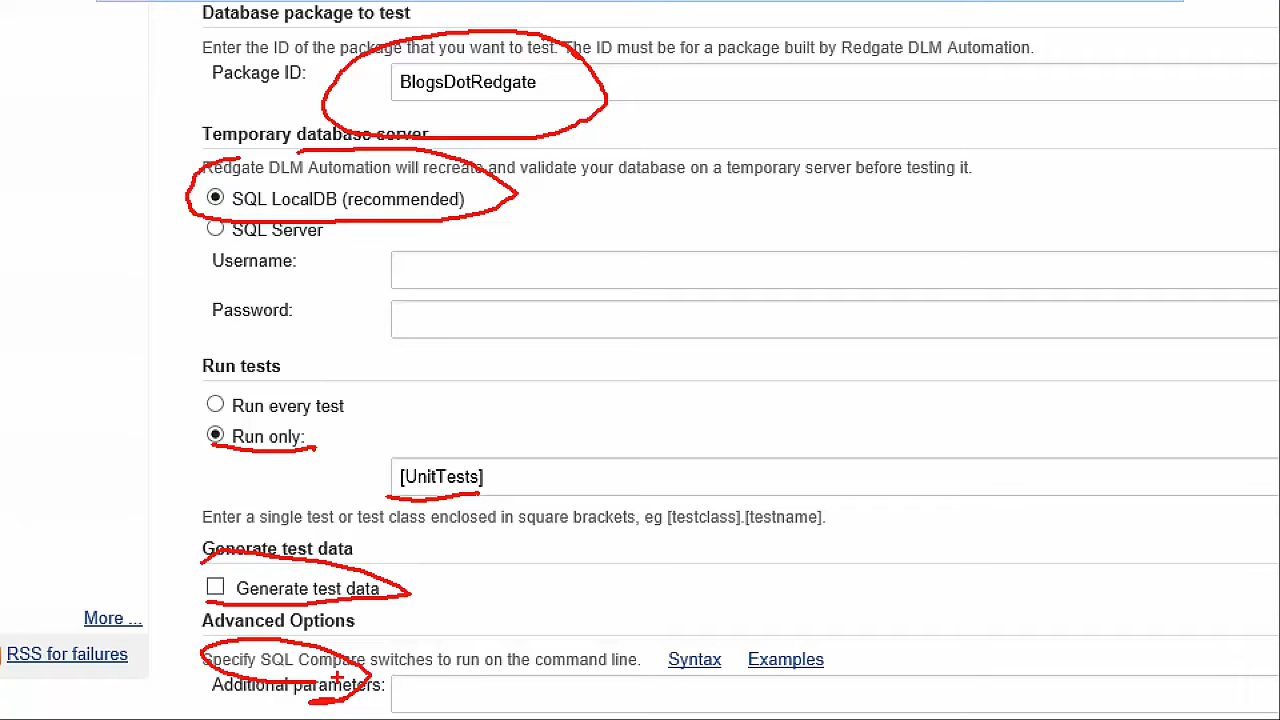 Database package to test
Enter the ID of the package that you want to test. The ID must be for a package built by Redgate DLM Automation.
Package ID:
BlogsDotRedgate
Temporary database server
Redgate DLM Automation will recreate and validate your database on a temporary server before testing it.
SQL LocalDB (recommended)
SQL Server
Username:
Password:
Run tests
Run every test
Run only:
[UnitTests]
Enter a single test or test class enclosed in square brackets, eg [testclass].[testname].
Generate test data
Generate test data
More ...
Advanced Options
RSS for failures
Specify SQL Compare switches to run on the command line. Syntax Examples
Additional parameters: